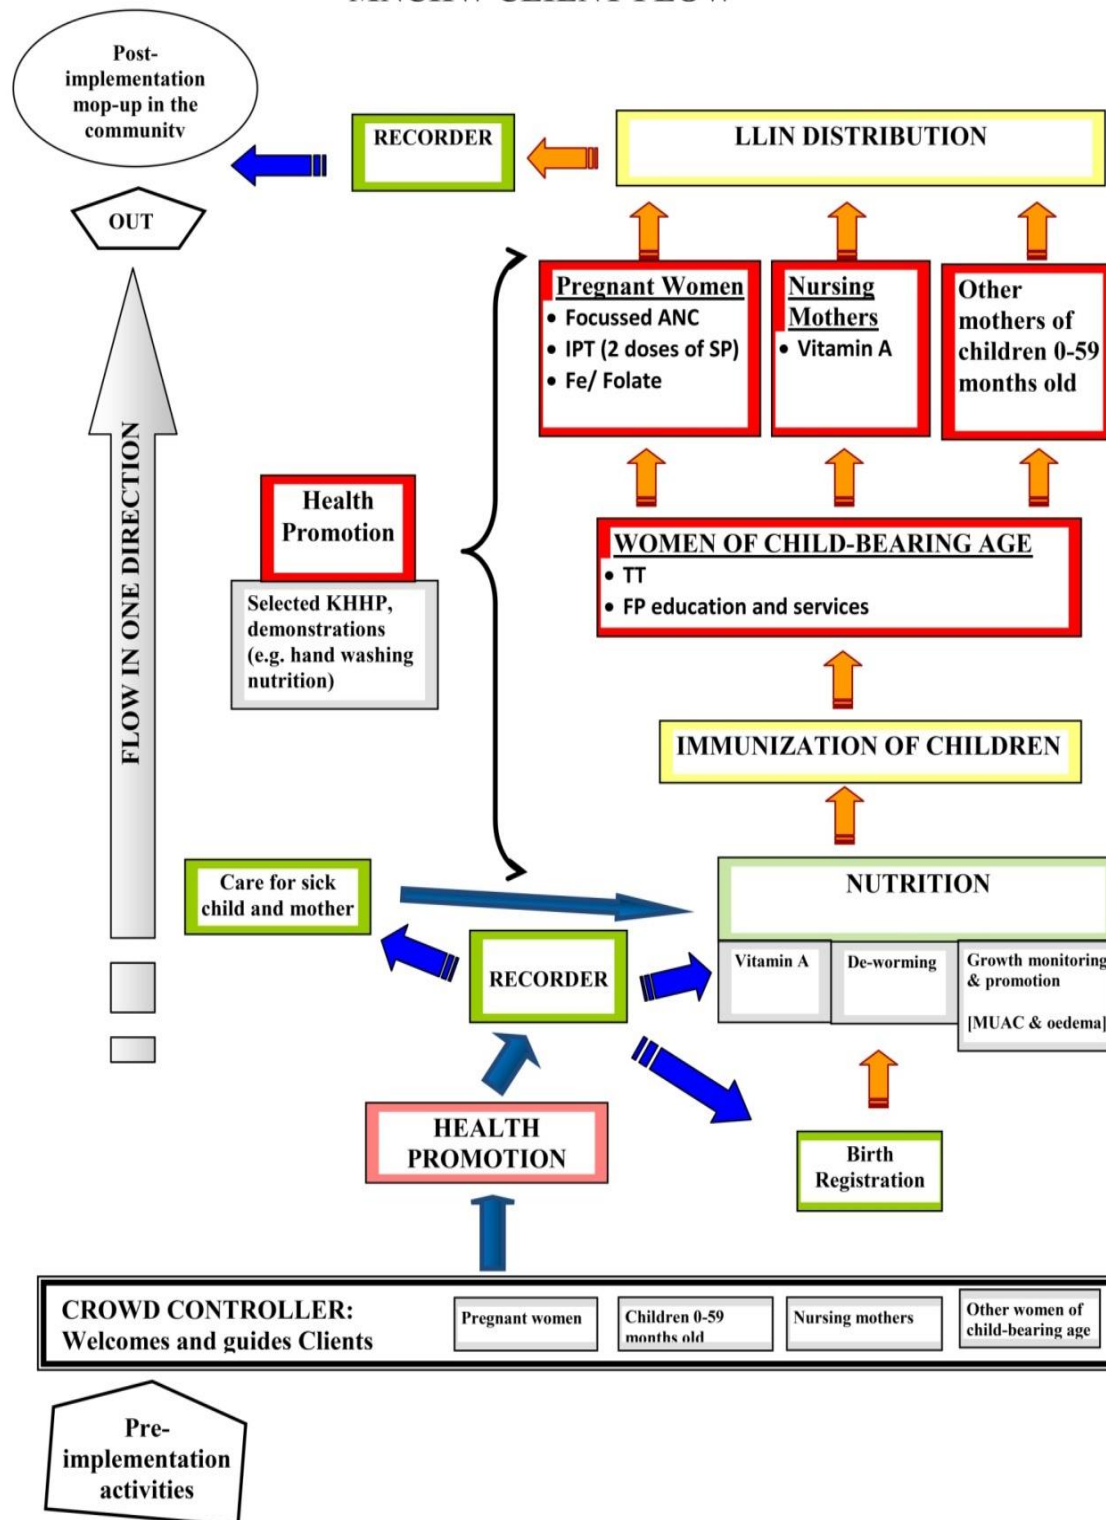 MNCHW CLIENT FLOW
Post-
implementation
mop-up in the
community
RECORDER
LLIN DISTRIBUTION
OUT
Pregnant Women
• Focussed ANC
• IPT (2 doses of SP)
• Fe/ Folate
Nursing
Mothers
• Vitamin A
Other
mothers of
children 0-59
months old
FLOW IN ONE DIRECTION
Health
Promotion
Selected KHHP,
demonstrations
(e.g. hand washing
nutrition)
WOMEN OF CHILD-BEARING AGE
• TT
• FP education and services
IMMUNIZATION OF CHILDREN
Care for sick
child and mother
NUTRITION
RECORDER
Vitamin A
De-worming
Growth monitoring
& promotion
[MUAC & oedema]
HEALTH
PROMOTION
Birth
Registration
CROWD CONTROLLER:
Welcomes and guides Clients
Pregnant women
Children 0-59
months old
Nursing mothers
Other women of
child-bearing age
Pre-
implementation
activities